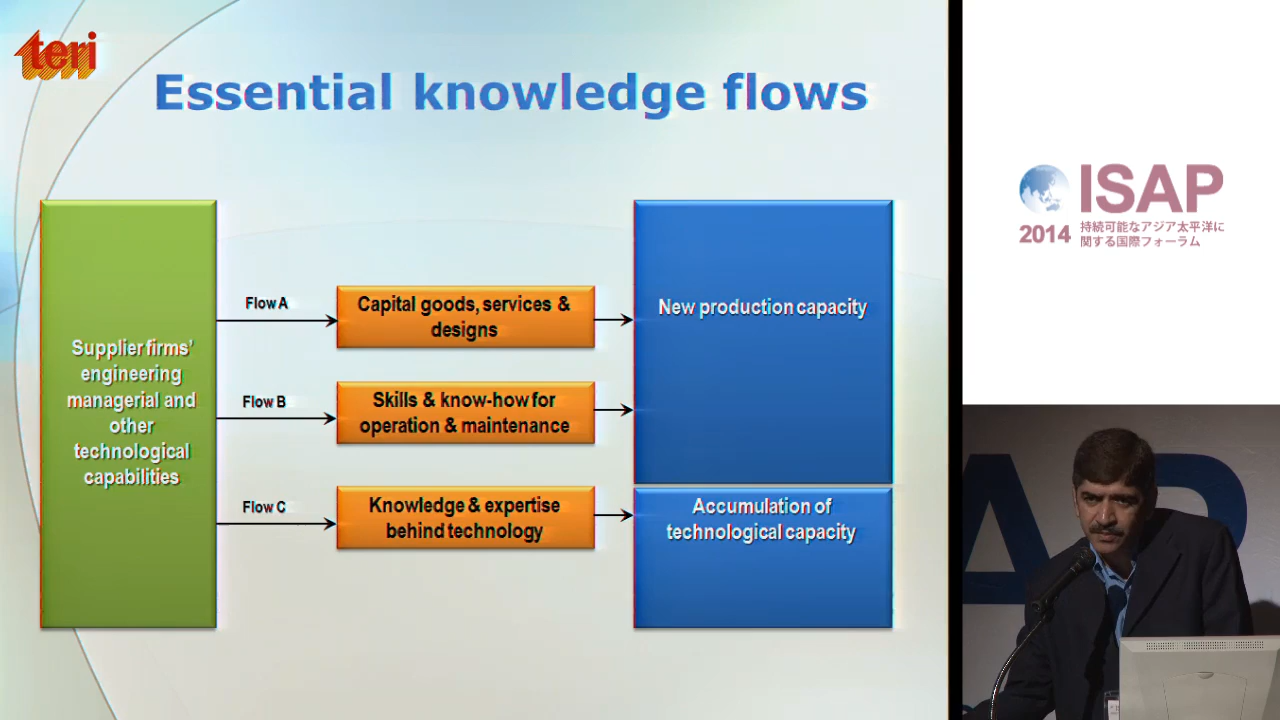 teri
Essential knowledge flows
Supplier firms'
engineering
managerial and
other
technological
capabilities
Flow A
Capital goods, services &
designs
Flow B
Skills & know-how for
operation & maintenance
Flow C
Knowledge & expertise
behind technology
New production capacity
Accumulation of
technological capacity
ISAP
2014
持続可能なアジア太平洋に
関する国際フォーラム